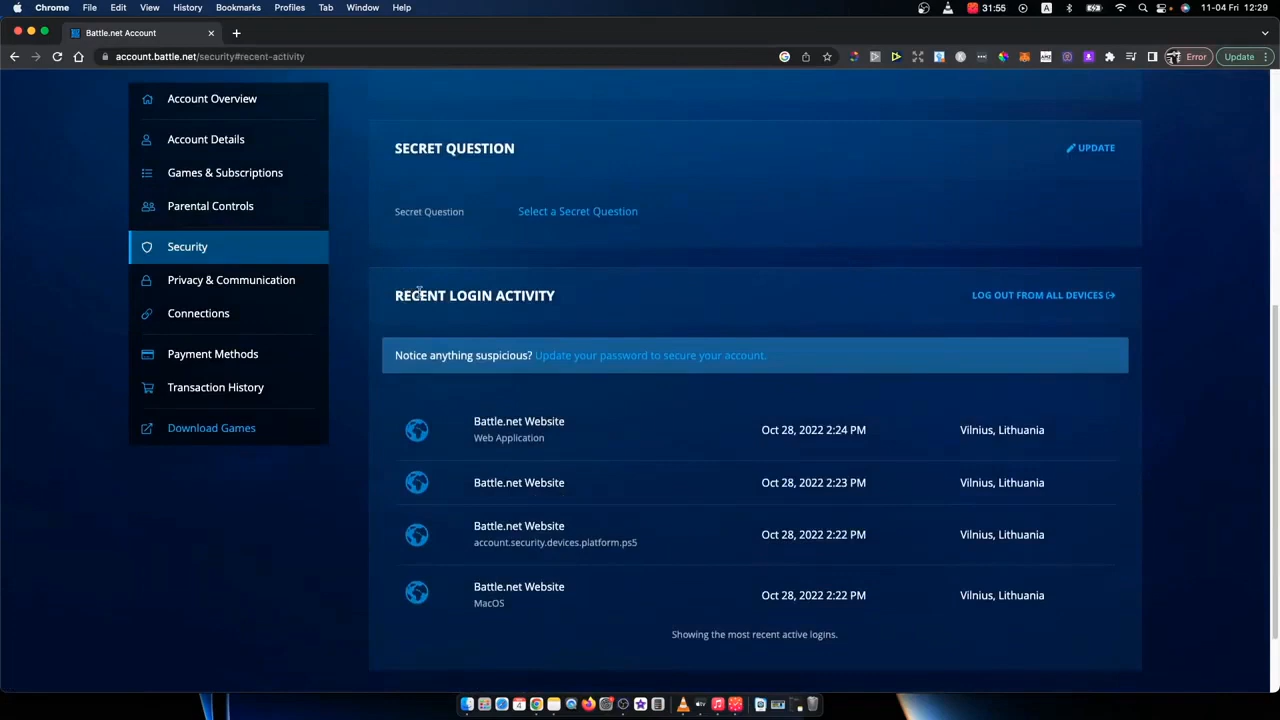 Chrome File Edit View History Bookmarks Profiles Tab Window Help 31:55 A 11-04 Fri 12:29
Battle.net Account
account.battle.net/security#recent-activity Error Update
Account Overview
Account Details
Games & Subscriptions
Parental Controls
Security
Privacy & Communication
Connections
Payment Methods
Transaction History
Download Games
SECRET QUESTION UPDATE
Secret Question Select a Secret Question
RECENT LOGIN ACTIVITY LOG OUT FROM ALL DEVICES
Notice anything suspicious? Update your password to secure your account.
Battle.net Website Oct 28, 2022 2:24 PM Vilnius, Lithuania
Web Application
Battle.net Website Oct 28, 2022 2:23 PM Vilnius, Lithuania
Battle.net Website Oct 28, 2022 2:22 PM Vilnius, Lithuania
account.security.devices.platform.ps5
Battle.net Website Oct 28, 2022 2:22 PM Vilnius, Lithuania
MacOS
Showing the most recent active logins.